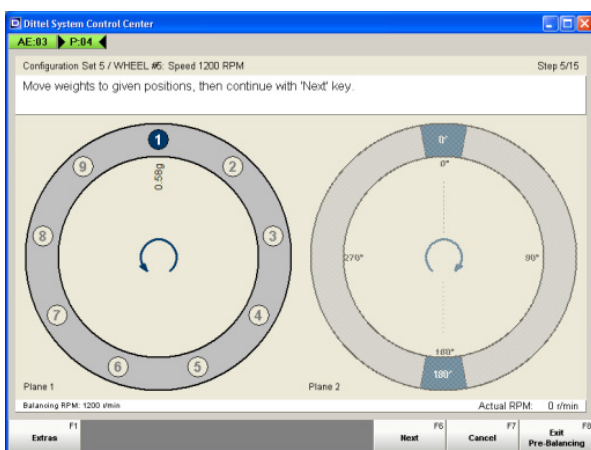 Dittel System Control Center
AE:03 P:04
Configuration Set 5 / WHEEL #5: Speed 1200 RPM Step 5/15
Move weights to given positions, then continue with 'Next' key.
1
2
3
4
5
6
7
8
9
0.58g
Plane 1
0°
0°
90°
180°
180°
270°
Plane 2
Balancing RPM: 1200 r/min
Actual RPM: 0 r/min
F1
Extras
F6
Next
F7
Cancel
F8
Exit
Pre-Balancing